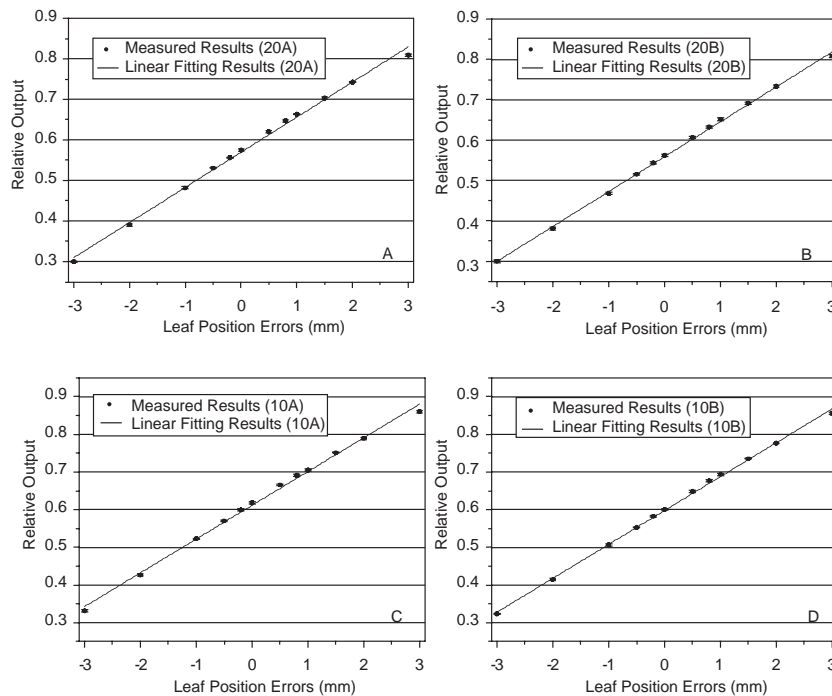 0.9
0.8
0.7
0.6
0.5
0.4
0.3
Relative Output
Measured Results (20A)
Linear Fitting Results (20A)
A
-3 -2 -1 0 1 2 3
Leaf Position Errors (mm)
0.9
0.8
0.7
0.6
0.5
0.4
0.3
Relative Output
Measured Results (20B)
Linear Fitting Results (20B)
B
-3 -2 -1 0 1 2 3
Leaf Position Errors (mm)
0.9
0.8
0.7
0.6
0.5
0.4
0.3
Relative Output
Measured Results (10A)
Linear Fitting Results (10A)
C
-3 -2 -1 0 1 2 3
Leaf Position Errors (mm)
0.9
0.8
0.7
0.6
0.5
0.4
0.3
Relative Output
Measured Results (10B)
Linear Fitting Results (10B)
D
-3 -2 -1 0 1 2 3
Leaf Position Errors (mm)